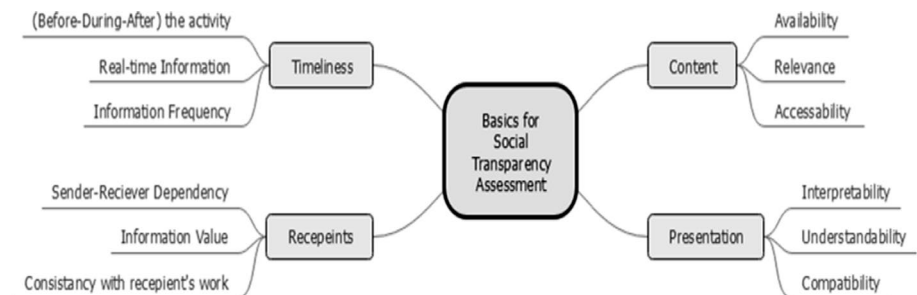 (Before-During-After) the activity
Real-time Information
Information Frequency
Timeliness
Sender-Reciever Dependency
Information Value
Consistancy with recepient's work
Recepeints
Basics for
Social
Transparency
Assessment
Content
Availability
Relevance
Accessability
Presentation
Interpretability
Understandability
Compatibility